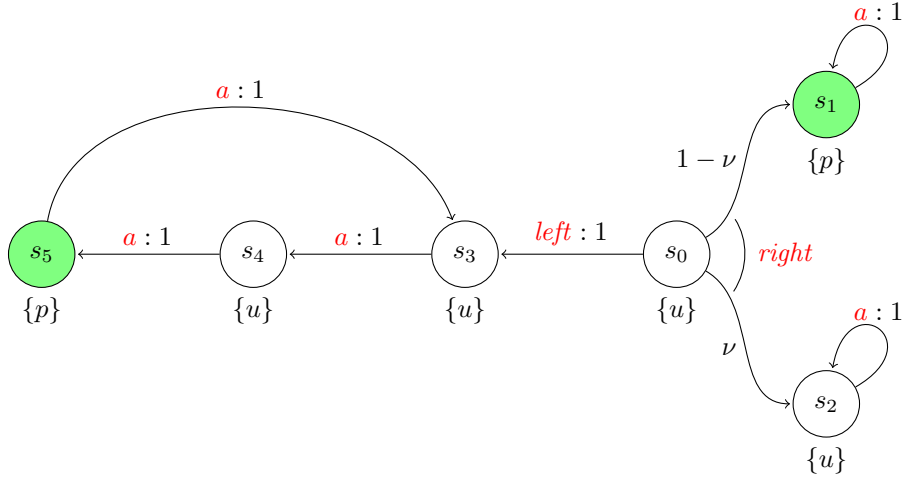 a : 1
s₁
{p}
a : 1
1 − ν
s₅
{p}
a : 1
s₄
{u}
a : 1
s₃
{u}
left : 1
s₀
{u}
right
ν
a : 1
s₂
{u}